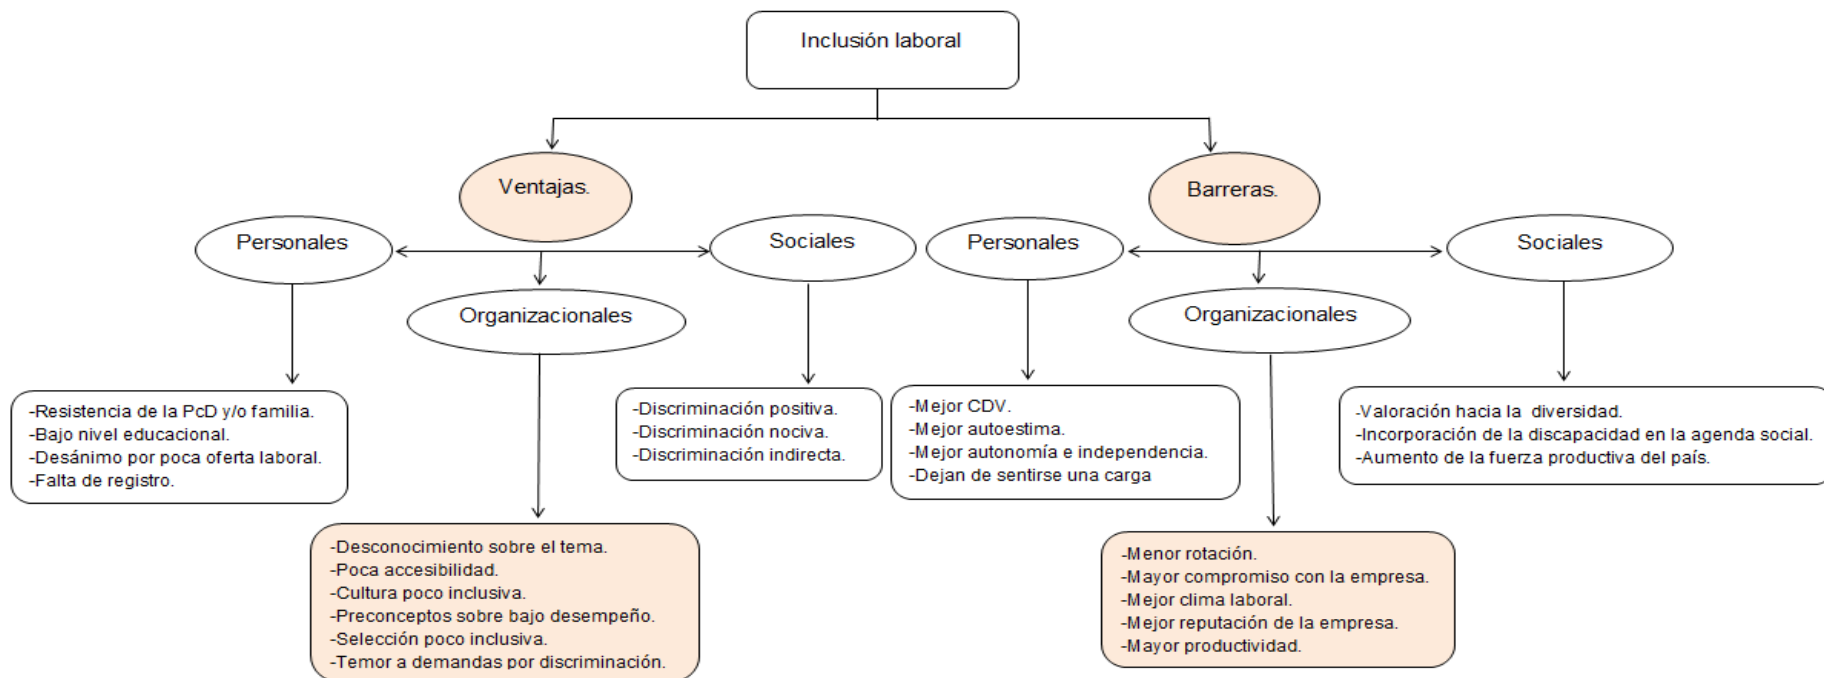 Inclusión laboral
Ventajas.
Barreras.
Personales
Sociales
Personales
Sociales
Organizacionales
Organizacionales
-Resistencia de la PcD y/o familia.
-Bajo nivel educacional.
-Desánimo por poca oferta laboral.
-Falta de registro.
-Discriminación positiva.
-Discriminación nociva.
-Discriminación indirecta.
-Mejor CDV.
-Mejor autoestima.
-Mejor autonomía e independencia.
-Dejan de sentirse una carga
-Valoración hacia la diversidad.
-Incorporación de la discapacidad en la agenda social.
-Aumento de la fuerza productiva del país.
-Desconocimiento sobre el tema.
-Poca accesibilidad.
-Cultura poco inclusiva.
-Preconceptos sobre bajo desempeño.
-Selección poco inclusiva.
-Temor a demandas por discriminación.
-Menor rotación.
-Mayor compromiso con la empresa.
-Mejor clima laboral.
-Mejor reputación de la empresa.
-Mayor productividad.